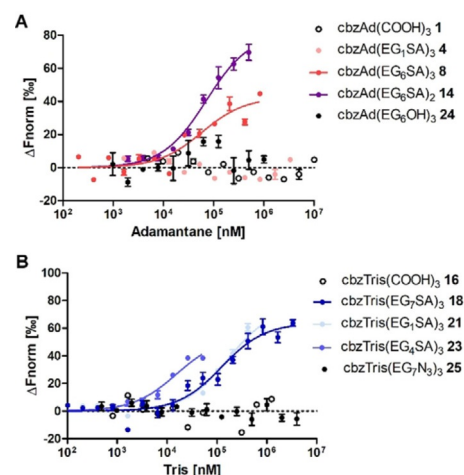 A
80
60
40
20
0
-20
ΔFnorm [‰]
10² 10³ 10⁴ 10⁵ 10⁶ 10⁷
Adamantane [nM]
cbzAd(COOH)₃ 1
cbzAd(EG₁SA)₃ 4
cbzAd(EG₆SA)₃ 8
cbzAd(EG₆SA)₂ 14
cbzAd(EG₆OH)₃ 24
B
100
80
60
40
20
0
-20
ΔFnorm [‰]
10² 10³ 10⁴ 10⁵ 10⁶ 10⁷
Tris [nM]
cbzTris(COOH)₃ 16
cbzTris(EG₇SA)₃ 18
cbzTris(EG₁SA)₃ 21
cbzTris(EG₄SA)₃ 23
cbzTris(EG₇N₃)₃ 25